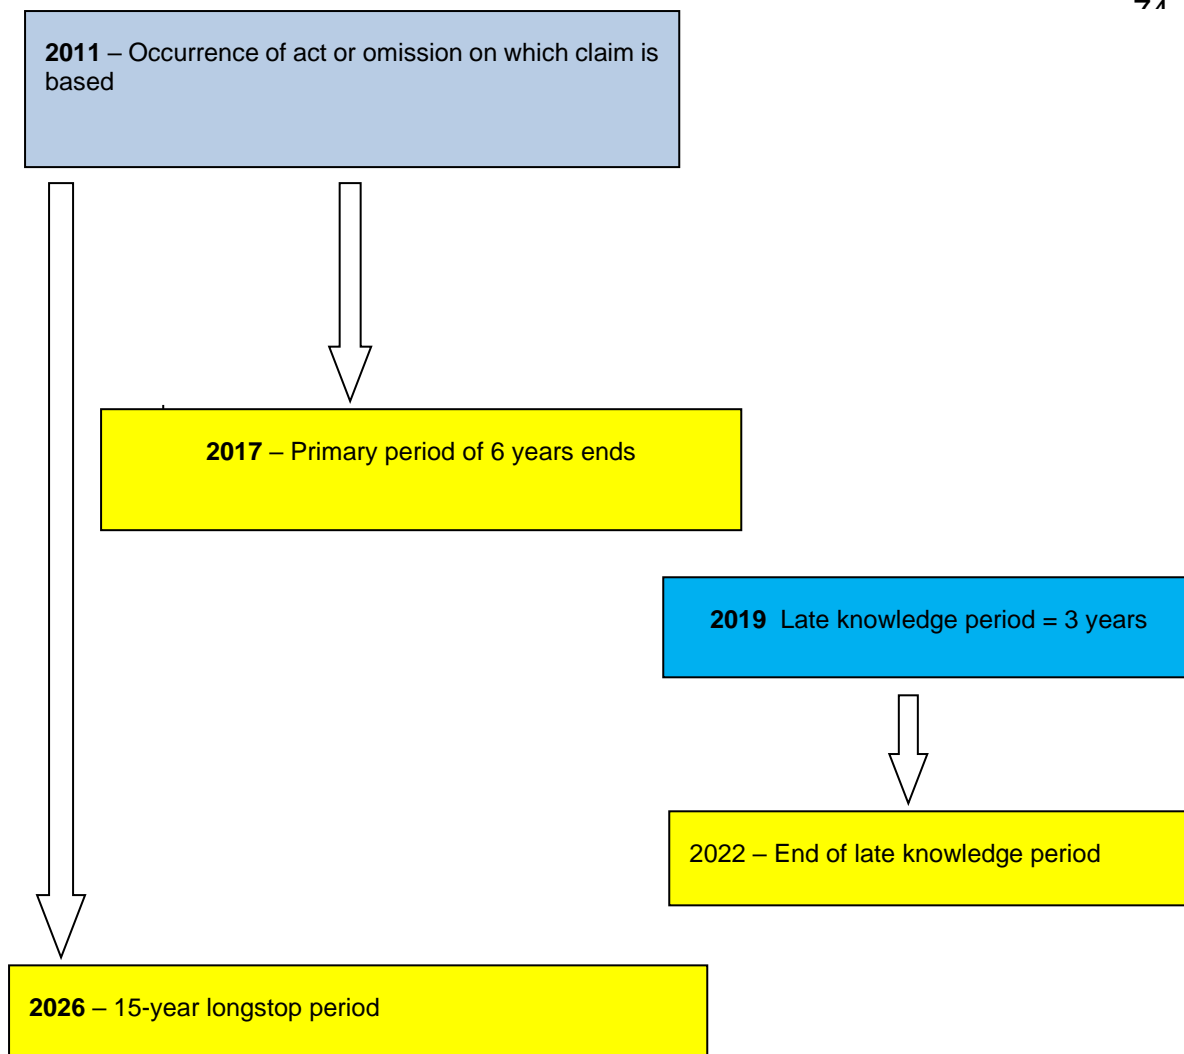 2011 – Occurrence of act or omission on which claim is
based
2017 – Primary period of 6 years ends
2019 Late knowledge period = 3 years
2022 – End of late knowledge period
2026 – 15-year longstop period